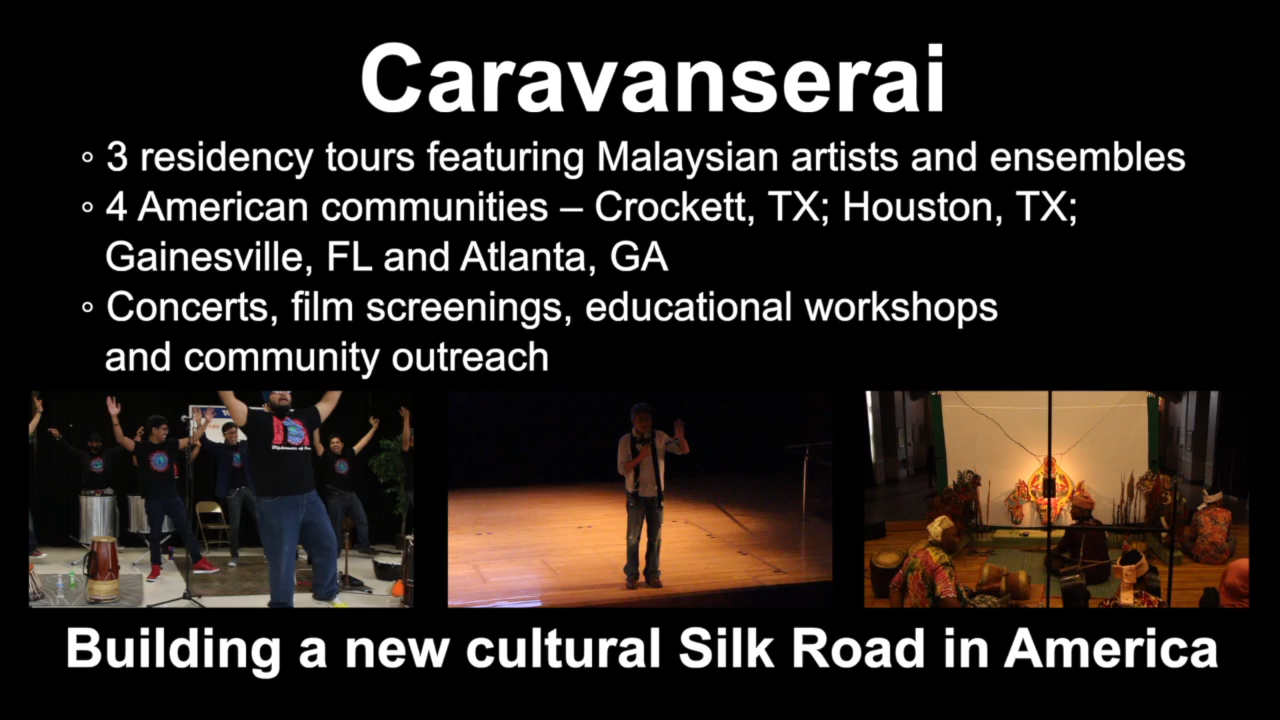 Caravanserai
◦ 3 residency tours featuring Malaysian artists and ensembles
◦ 4 American communities – Crockett, TX; Houston, TX;
Gainesville, FL and Atlanta, GA
◦ Concerts, film screenings, educational workshops
and community outreach
Building a new cultural Silk Road in America